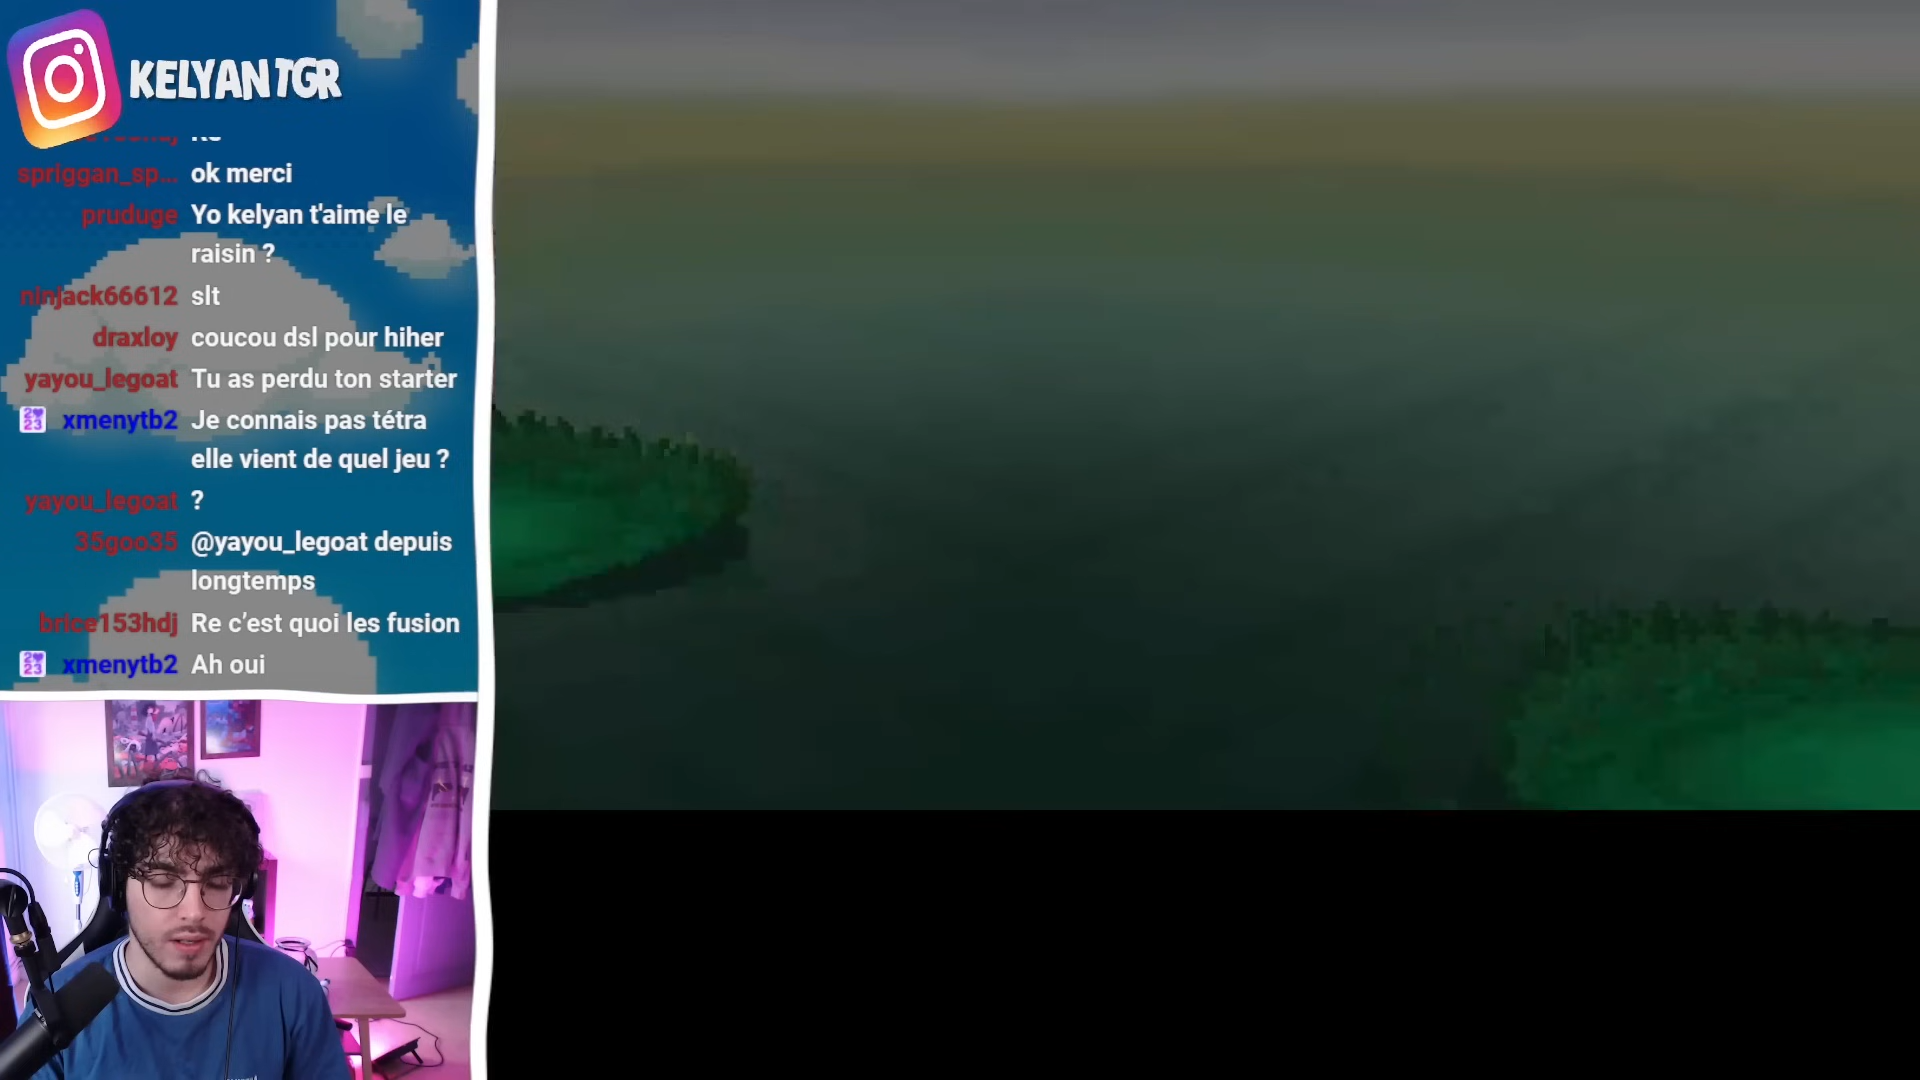 KELYANTGR
spriggan_sp... ok merci
pruduge Yo kelyan t'aime le
raisin ?
ninjack66612 slt
draxloy coucou dsl pour hiher
yayou_legoat Tu as perdu ton starter
xmenytb2 Je connais pas tétra
elle vient de quel jeu ?
yayou_legoat ?
35goo35 @yayou_legoat depuis
longtemps
brice153hdj Re c’est quoi les fusion
xmenytb2 Ah oui